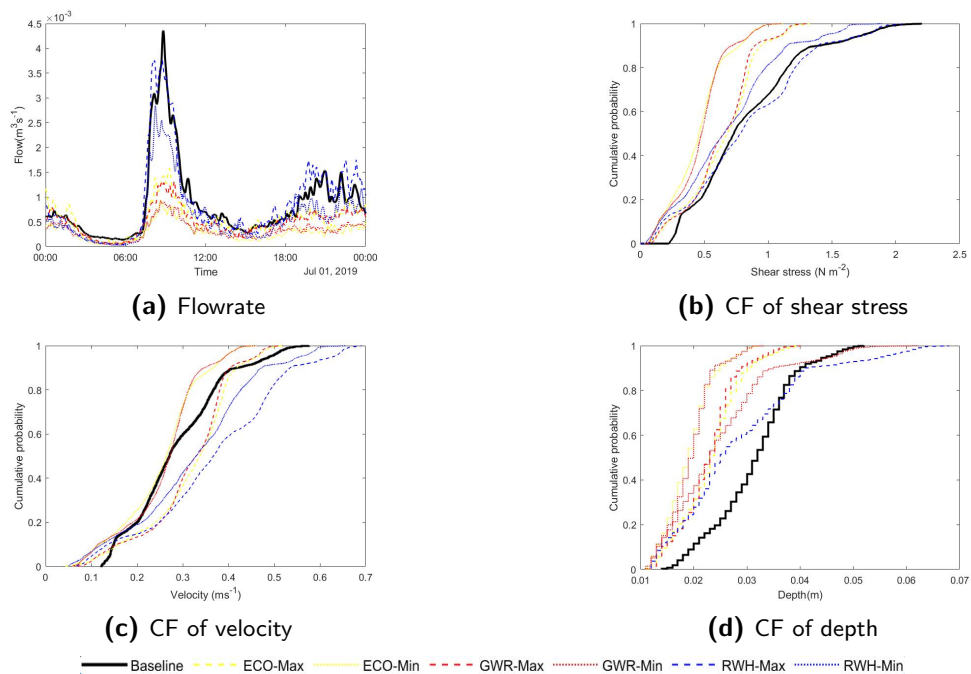 ×10⁻³
4.5
4
3.5
3
2.5
2
1.5
1
0.5
0
Flow(m³s⁻¹)
00:00 06:00 12:00 18:00 00:00
Time
Jul 01, 2019
(a) Flowrate
1
0.8
0.6
0.4
0.2
0
Cumulative probability
0 0.5 1 1.5 2 2.5
Shear stress (N m⁻²)
(b) CF of shear stress
1
0.8
0.6
0.4
0.2
0
Cumulative probability
0 0.1 0.2 0.3 0.4 0.5 0.6 0.7
Velocity (ms⁻¹)
(c) CF of velocity
1
0.8
0.6
0.4
0.2
0
Cumulative probability
0.01 0.02 0.03 0.04 0.05 0.06 0.07
Depth(m)
(d) CF of depth
Baseline ECO-Max ECO-Min GWR-Max GWR-Min RWH-Max RWH-Min